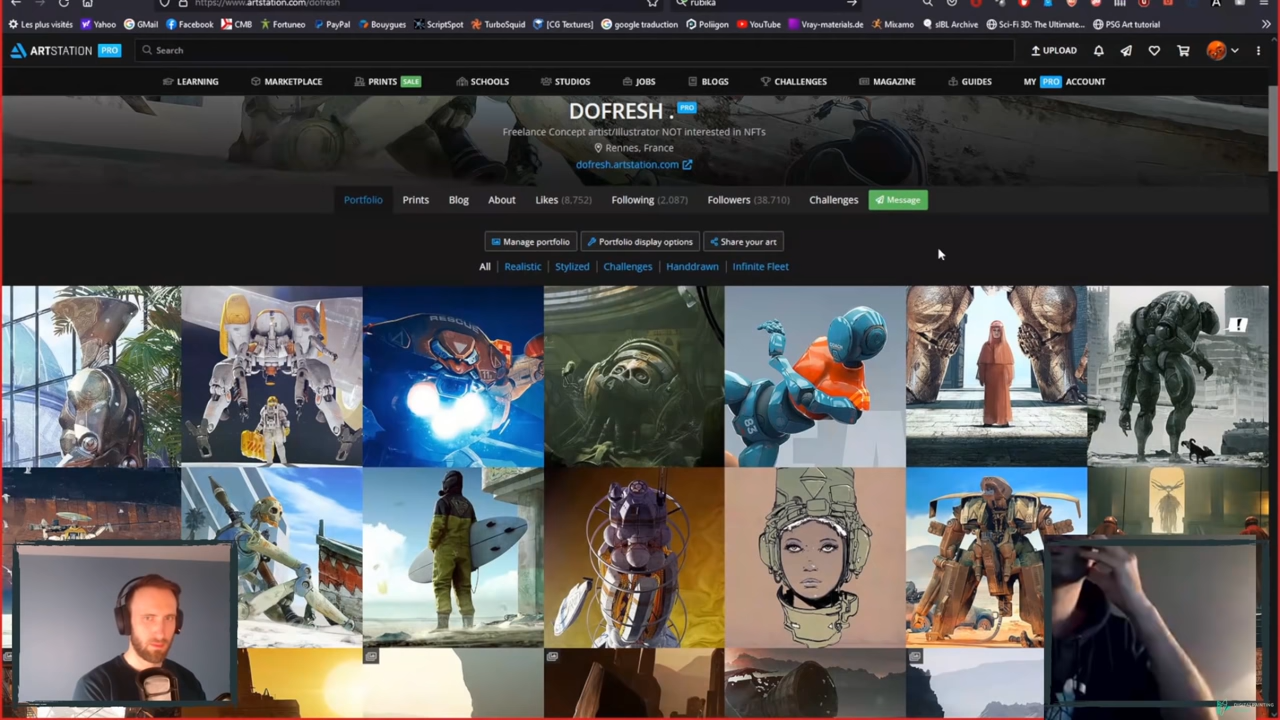 https://www.artstation.com/dofresh
rubika
Les plus visités Yahoo GMail Facebook CMB Fortuneo PayPal Bouygues ScriptSpot TurboSquid [CG Textures] google traduction Poliigon YouTube Vray-materials.de Mixamo sIBL Archive Sci-Fi 3D: The Ultimate... PSG Art tutorial
ARTSTATION PRO Search UPLOAD
LEARNING MARKETPLACE PRINTS SALE SCHOOLS STUDIOS JOBS BLOGS CHALLENGES MAGAZINE GUIDES MY PRO ACCOUNT
DOFRESH . PRO
Freelance Concept artist/Illustrator NOT interested in NFTs
Rennes, France
dofresh.artstation.com
Portfolio Prints Blog About Likes (8,752) Following (2,087) Followers (38,710) Challenges Message
Manage portfolio Portfolio display options Share your art
All Realistic Stylized Challenges Handdrawn Infinite Fleet
RESCUE
!
83
DIGITALPAINTING